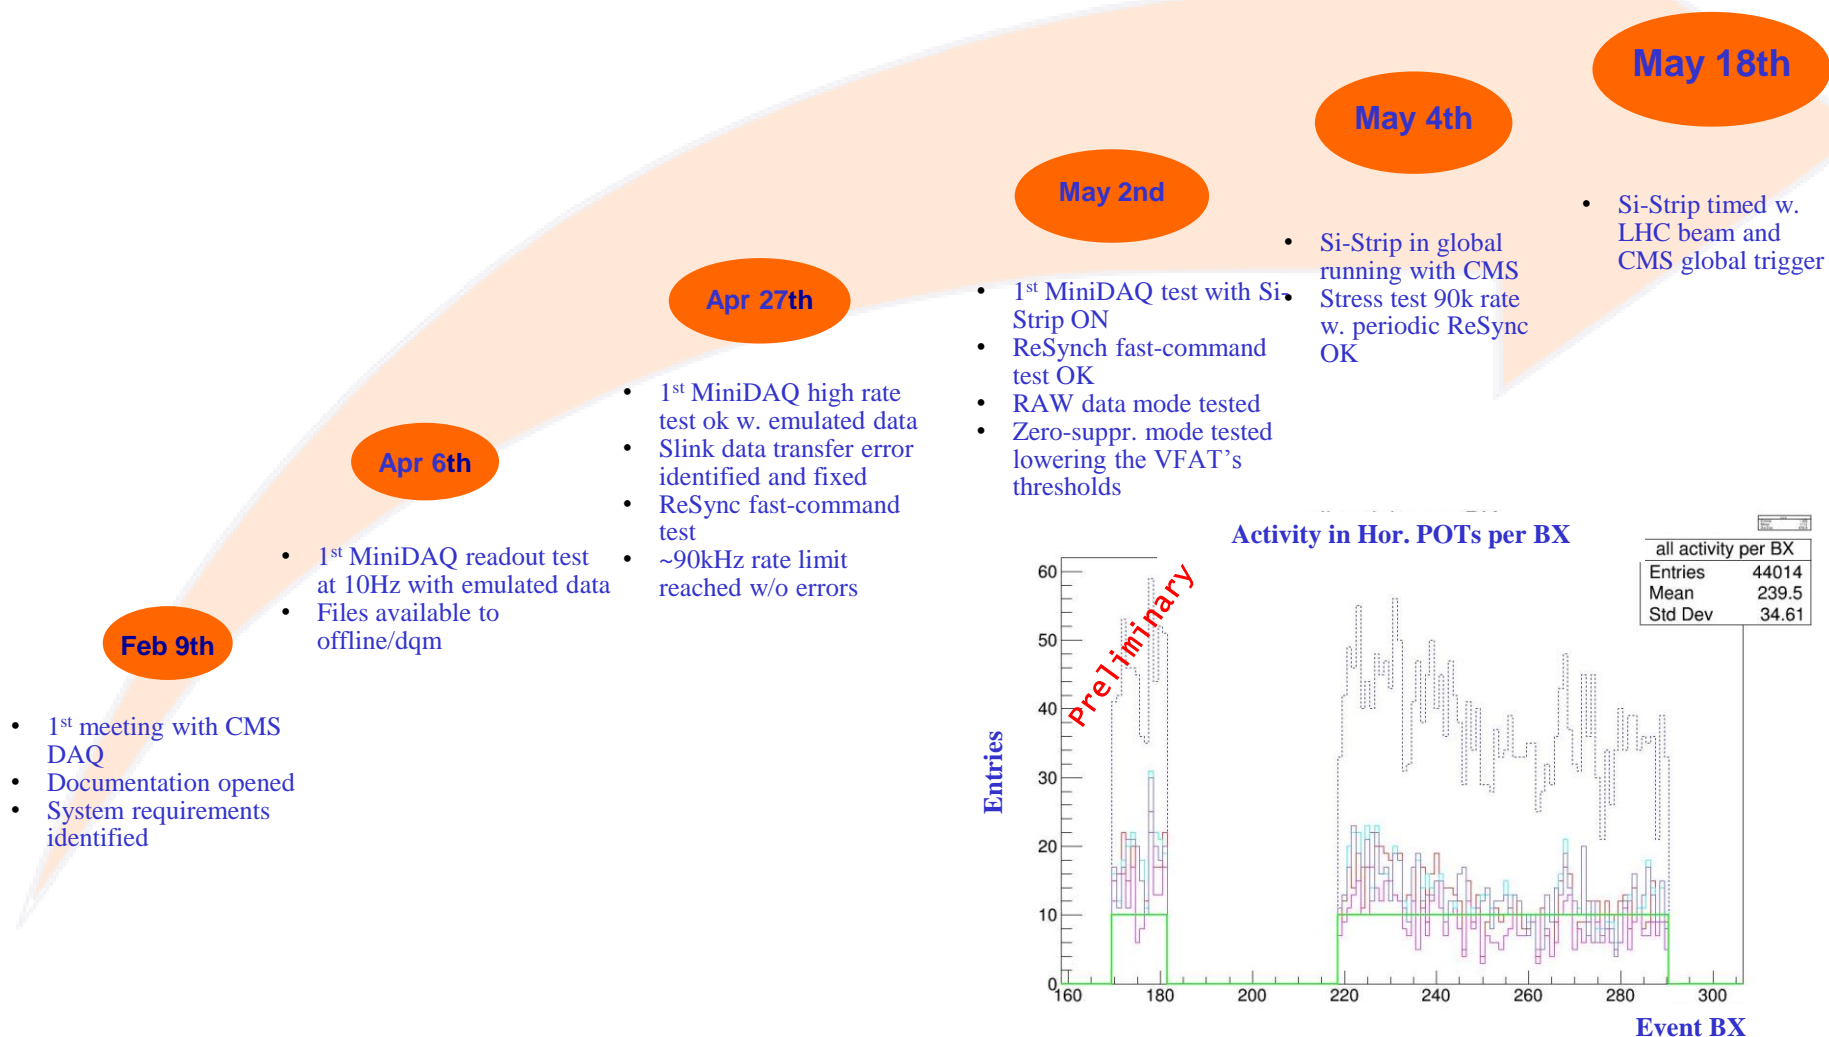 May 18th
May 4th
May 2nd
Apr 27th
Apr 6th
Feb 9th
• 1st meeting with CMS
DAQ
• Documentation opened
• System requirements
identified
• 1st MiniDAQ readout test
at 10Hz with emulated data
• Files available to
offline/dqm
• 1st MiniDAQ high rate
test ok w. emulated data
• Slink data transfer error
identified and fixed
• ReSync fast-command
test
• ~90kHz rate limit
reached w/o errors
• 1st MiniDAQ test with Si-
Strip ON
• ReSynch fast-command
test OK
• RAW data mode tested
• Zero-suppr. mode tested
lowering the VFAT's
thresholds
• Si-Strip in global
running with CMS
• Stress test 90k rate
w. periodic ReSync
OK
• Si-Strip timed w.
LHC beam and
CMS global trigger
Activity in Hor. POTs per BX
all activity per BX
Entries 44014
Mean 239.5
Std Dev 34.61
Preliminary
Entries
60
50
40
30
20
10
0
160 180 200 220 240 260 280 300
Event BX